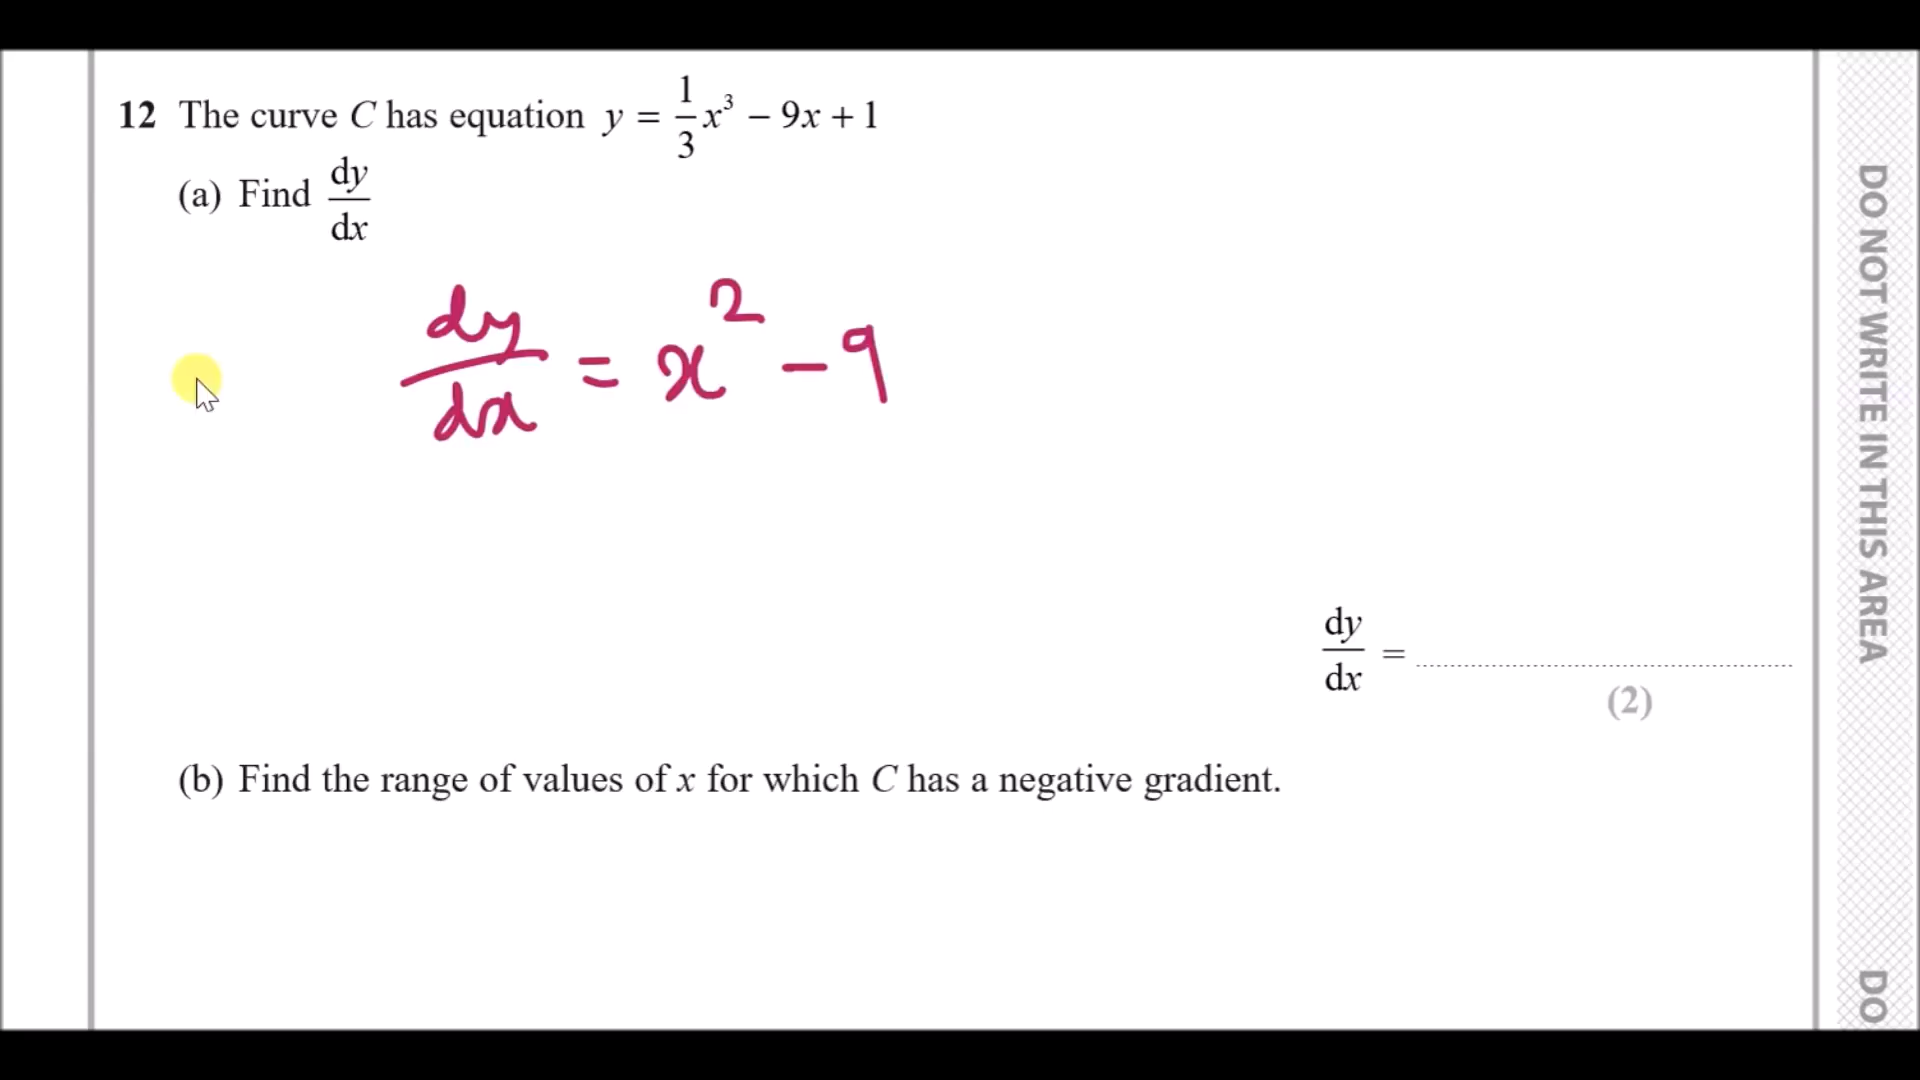 12 The curve C has equation y = 1/3 x³ − 9x + 1
(a) Find dy/dx
dy/dx = x² − 9
dy/dx = ........................................
(2)
(b) Find the range of values of x for which C has a negative gradient.
DO NOT WRITE IN THIS AREA
DO